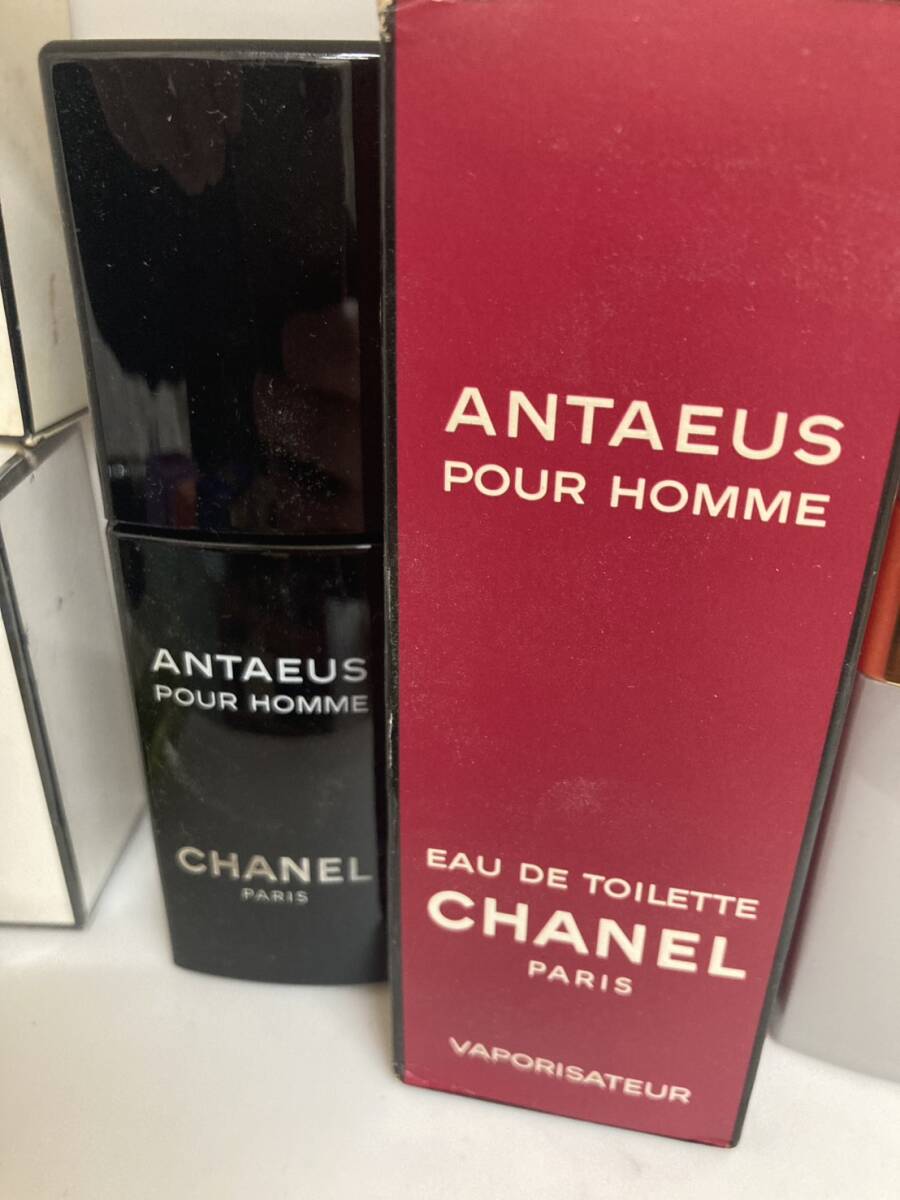 ANTAEUS
POUR HOMME
CHANEL
PARIS
ANTAEUS
POUR HOMME
EAU DE TOILETTE
CHANEL
PARIS
VAPORISATEUR